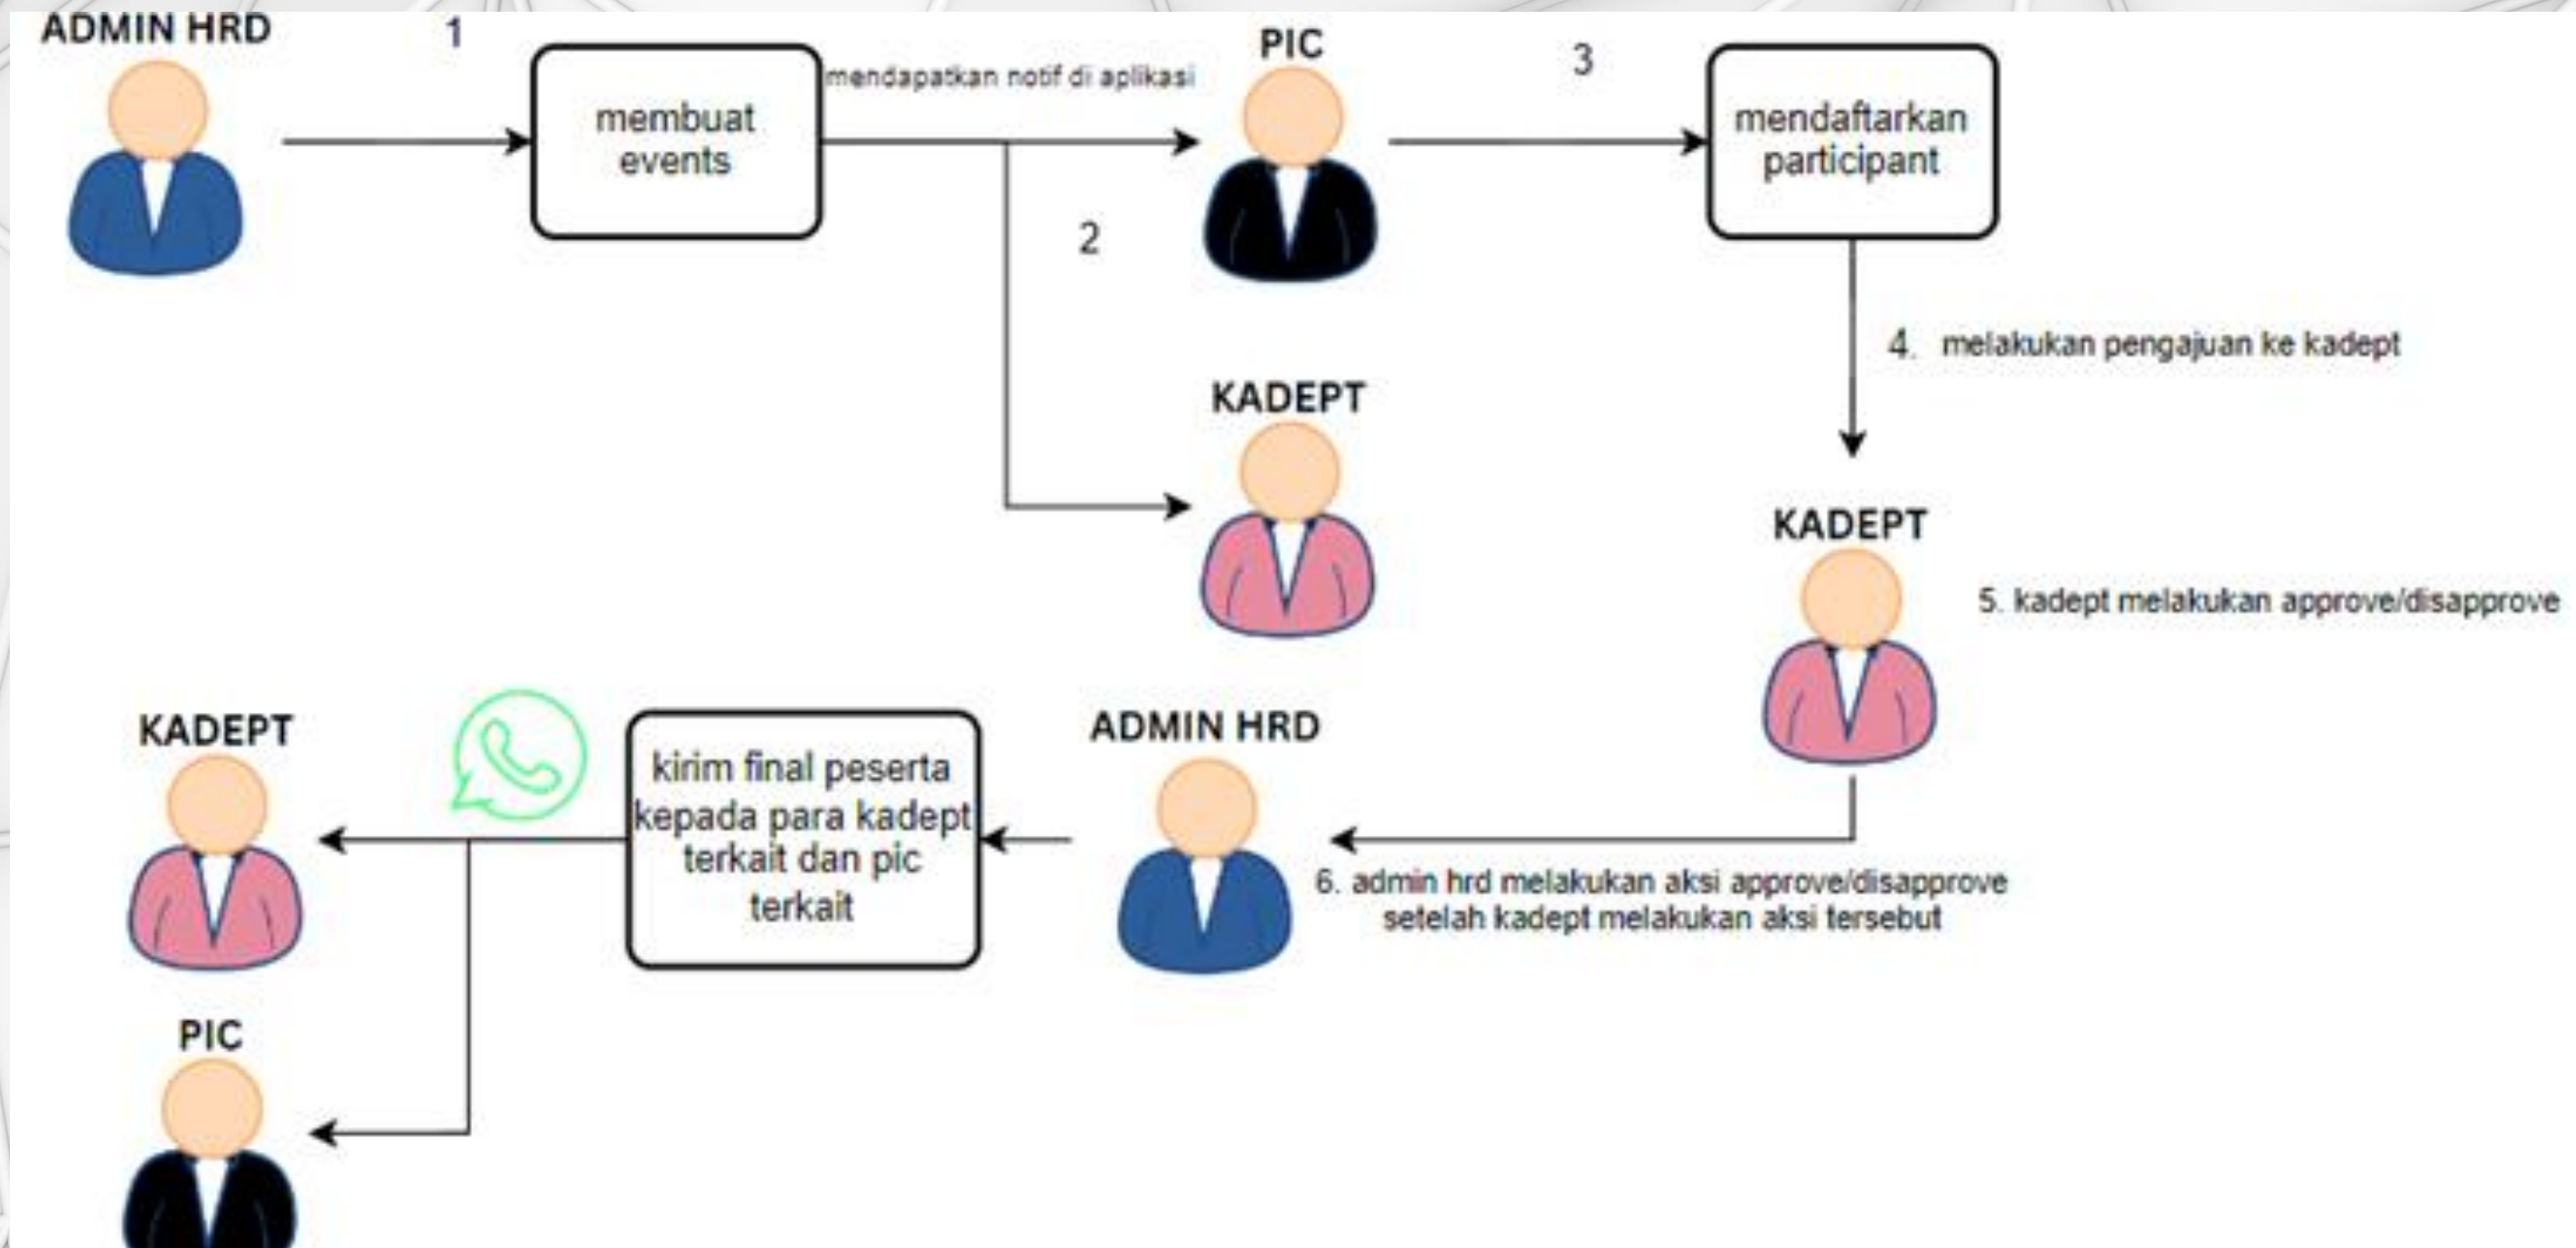 ADMIN HRD
1
membuat
events
mendapatkan notif di aplikasi
PIC
3
mendaftarkan
participant
2
4. melakukan pengajuan ke kadept
KADEPT
KADEPT
5. kadept melakukan approve/disapprove
KADEPT
kirim final peserta
kepada para kadept
terkait dan pic
terkait
ADMIN HRD
6. admin hrd melakukan aksi approve/disapprove
setelah kadept melakukan aksi tersebut
PIC